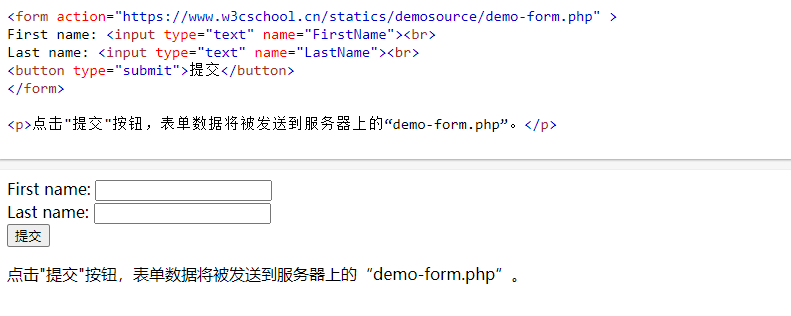 <form action="https://www.w3cschool.cn/statics/demosource/demo-form.php" >
First name: <input type="text" name="FirstName"><br>
Last name: <input type="text" name="LastName"><br>
<button type="submit">提交</button>
</form>
<p>点击"提交"按钮，表单数据将被发送到服务器上的“demo-form.php”。</p>
First name:
Last name:
提交
点击"提交"按钮，表单数据将被发送到服务器上的“demo-form.php”。